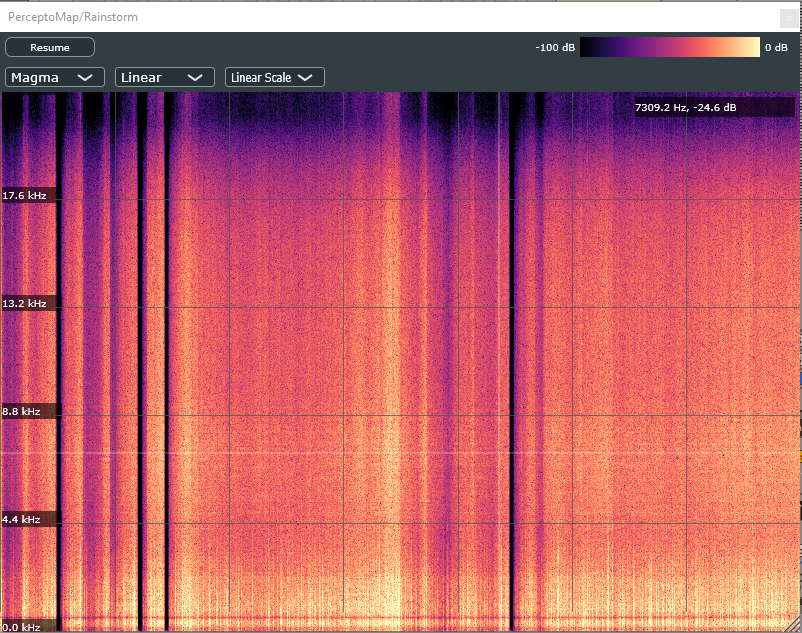 PerceptoMap/Rainstorm
x
Resume
-100 dB
0 dB
Magma
Linear
Linear Scale
7309.2 Hz, -24.6 dB
17.6 kHz
13.2 kHz
8.8 kHz
4.4 kHz
0.0 kHz